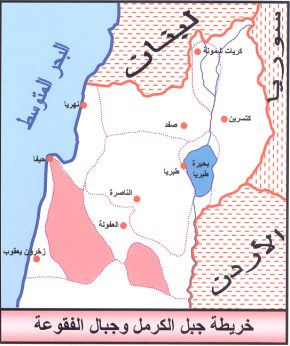 لبنان
سوريا
البحر المتوسط
كريات شمونة
نهريا
صفد
كتسرين
حيفا
بحيرة
طبريا
طبريا
الناصرة
العفولة
زخرون يعقوب
الأردن
خريطة جبل الكرمل وجبال الفقوعة